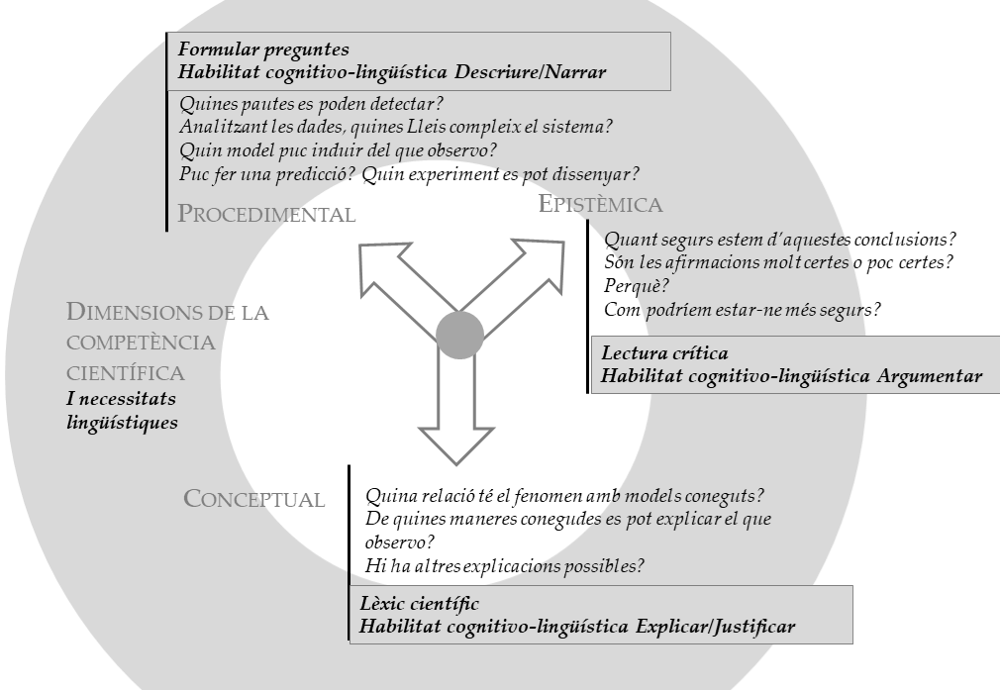 Formular preguntes
Habilitat cognitivo-lingüística Descriure/Narrar
Quines pautes es poden detectar?
Analitzant les dades, quines Lleis compleix el sistema?
Quin model puc induir del que observo?
Puc fer una predicció? Quin experiment es pot dissenyar?
PROCEDIMENTAL
EPISTÈMICA
Quant segurs estem d'aquestes conclusions?
Són les afirmacions molt certes o poc certes?
Perquè?
Com podríem estar-ne més segurs?
Lectura crítica
Habilitat cognitivo-lingüística Argumentar
DIMENSIONS DE LA
COMPETÈNCIA
CIENTÍFICA
I necessitats
lingüístiques
CONCEPTUAL
Quina relació té el fenomen amb models coneguts?
De quines maneres conegudes es pot explicar el que
observo?
Hi ha altres explicacions possibles?
Lèxic científic
Habilitat cognitivo-lingüística Explicar/Justificar